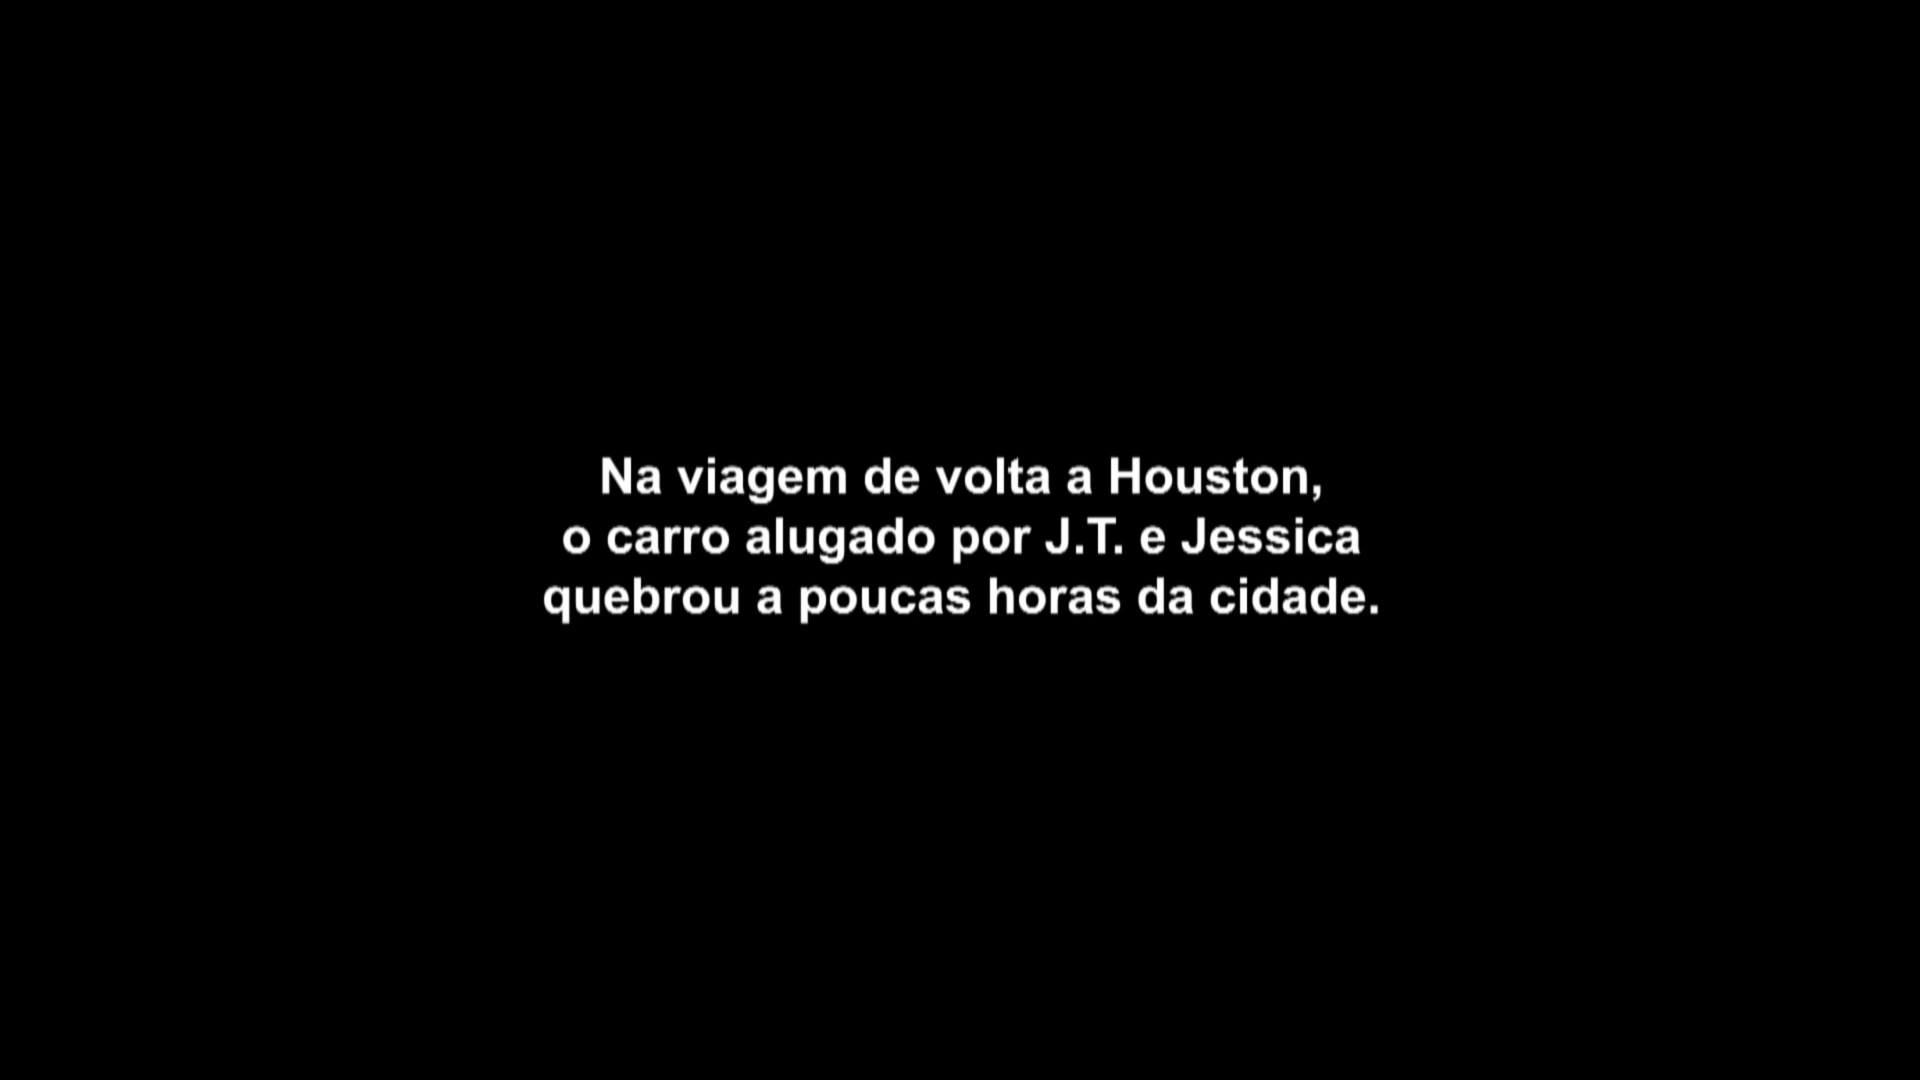 Na viagem de volta a Houston,
o carro alugado por J.T. e Jessica
quebrou a poucas horas da cidade.